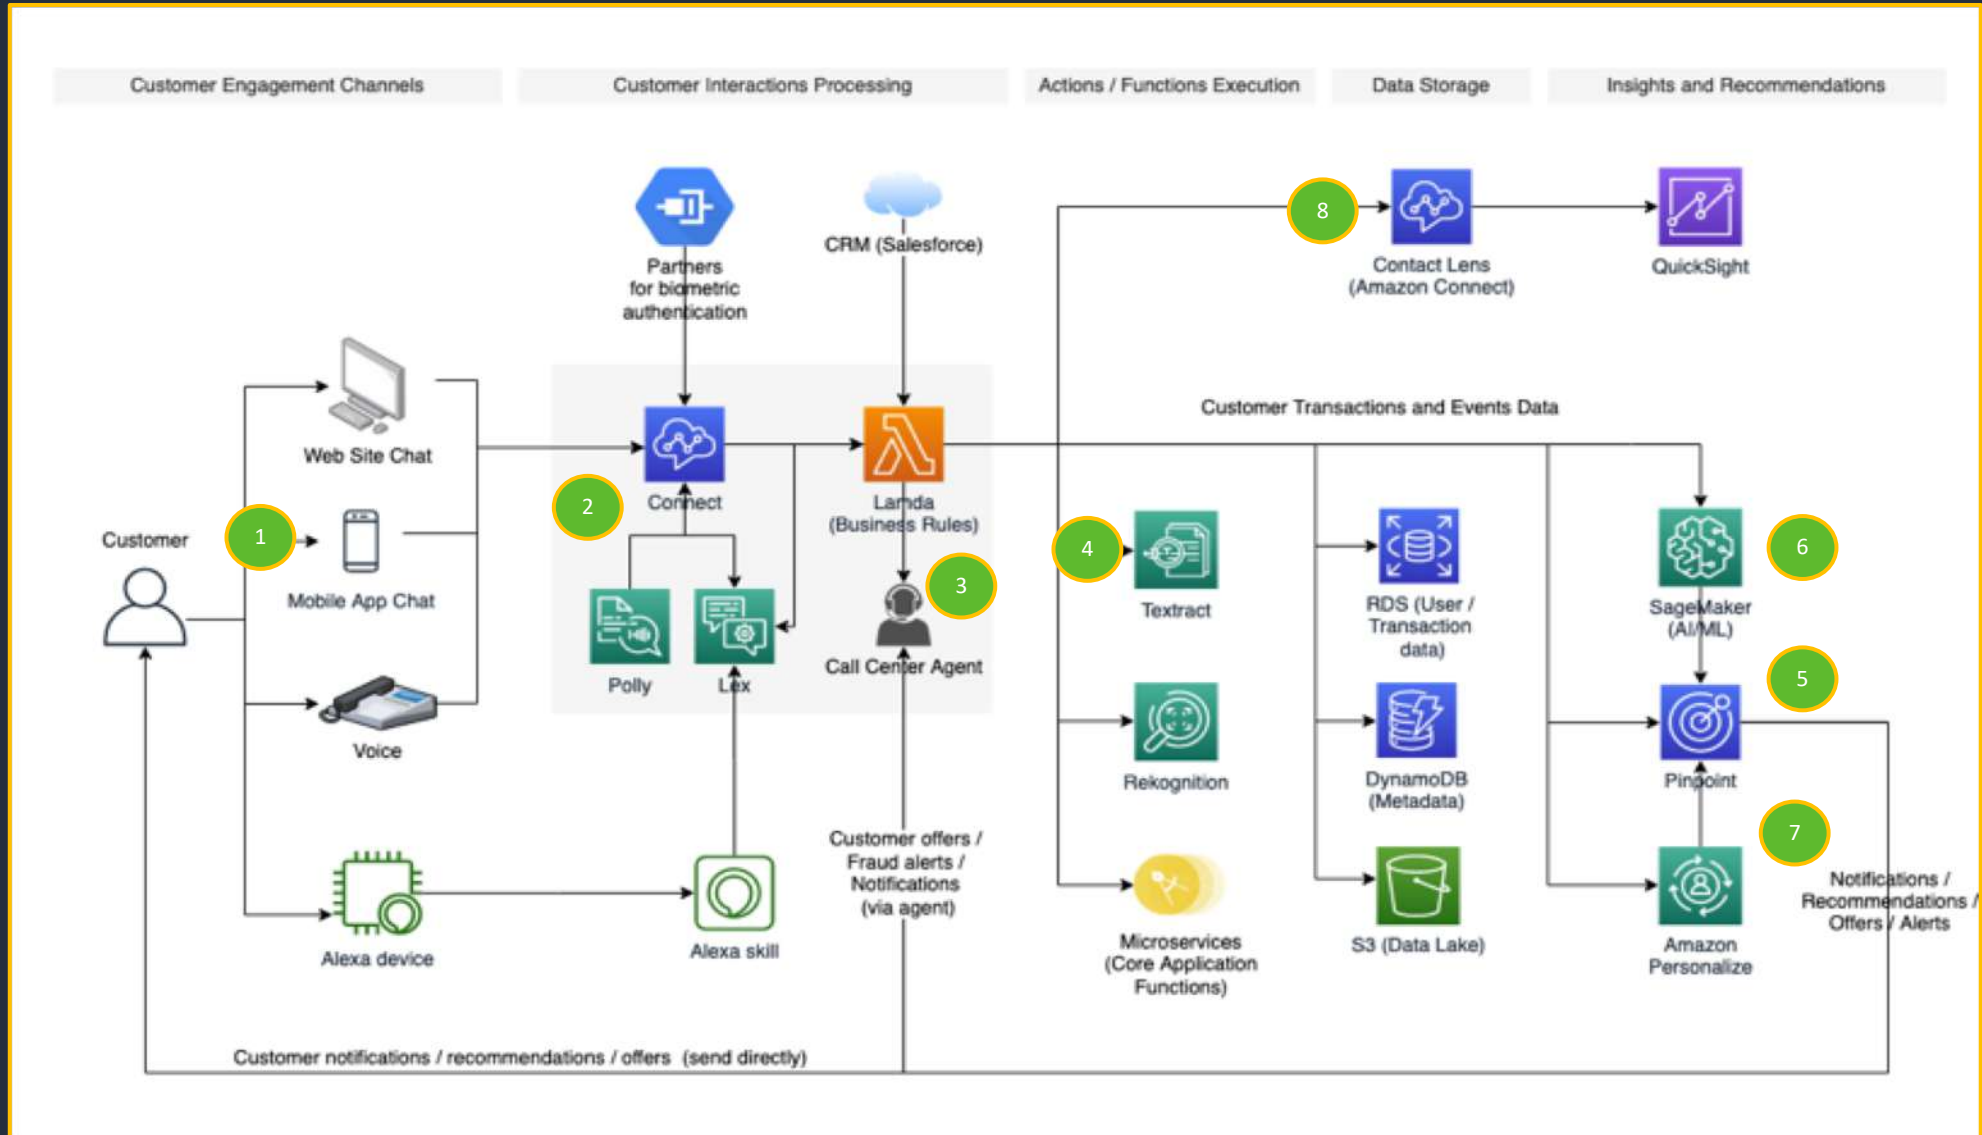 Customer Engagement Channels
Customer Interactions Processing
Actions / Functions Execution
Data Storage
Insights and Recommendations
Partners
for biometric
authentication
CRM (Salesforce)
8
Contact Lens
(Amazon Connect)
QuickSight
Customer Transactions and Events Data
Web Site Chat
Customer
1
Mobile App Chat
Voice
Alexa device
2
Connect
Lamda
(Business Rules)
3
Polly
Lex
Call Center Agent
Alexa skill
Customer offers /
Fraud alerts /
Notifications
(via agent)
4
Textract
Rekognition
Microservices
(Core Application
Functions)
RDS (User /
Transaction
data)
DynamoDB
(Metadata)
S3 (Data Lake)
6
SageMaker
(AI/ML)
5
Pinpoint
7
Amazon
Personalize
Notifications /
Recommendations /
Offers / Alerts
Customer notifications / recommendations / offers (send directly)